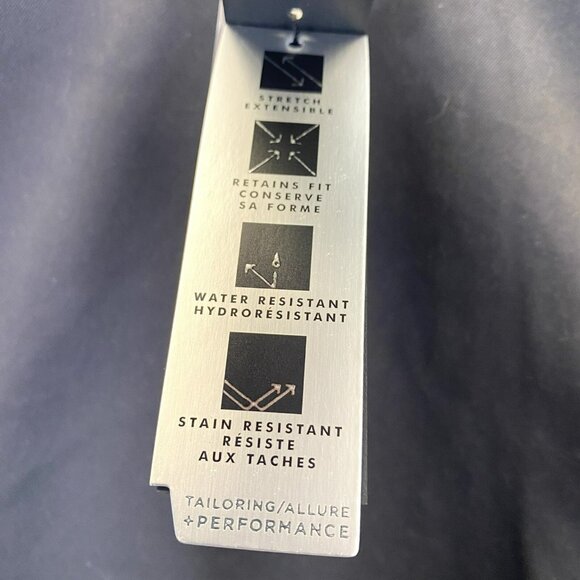 STRETCH
EXTENSIBLE
RETAINS FIT
CONSERVE
SA FORME
WATER RESISTANT
HYDRORÉSISTANT
STAIN RESISTANT
RÉSISTE
AUX TACHES
TAILORING/ALLURE
+PERFORMANCE